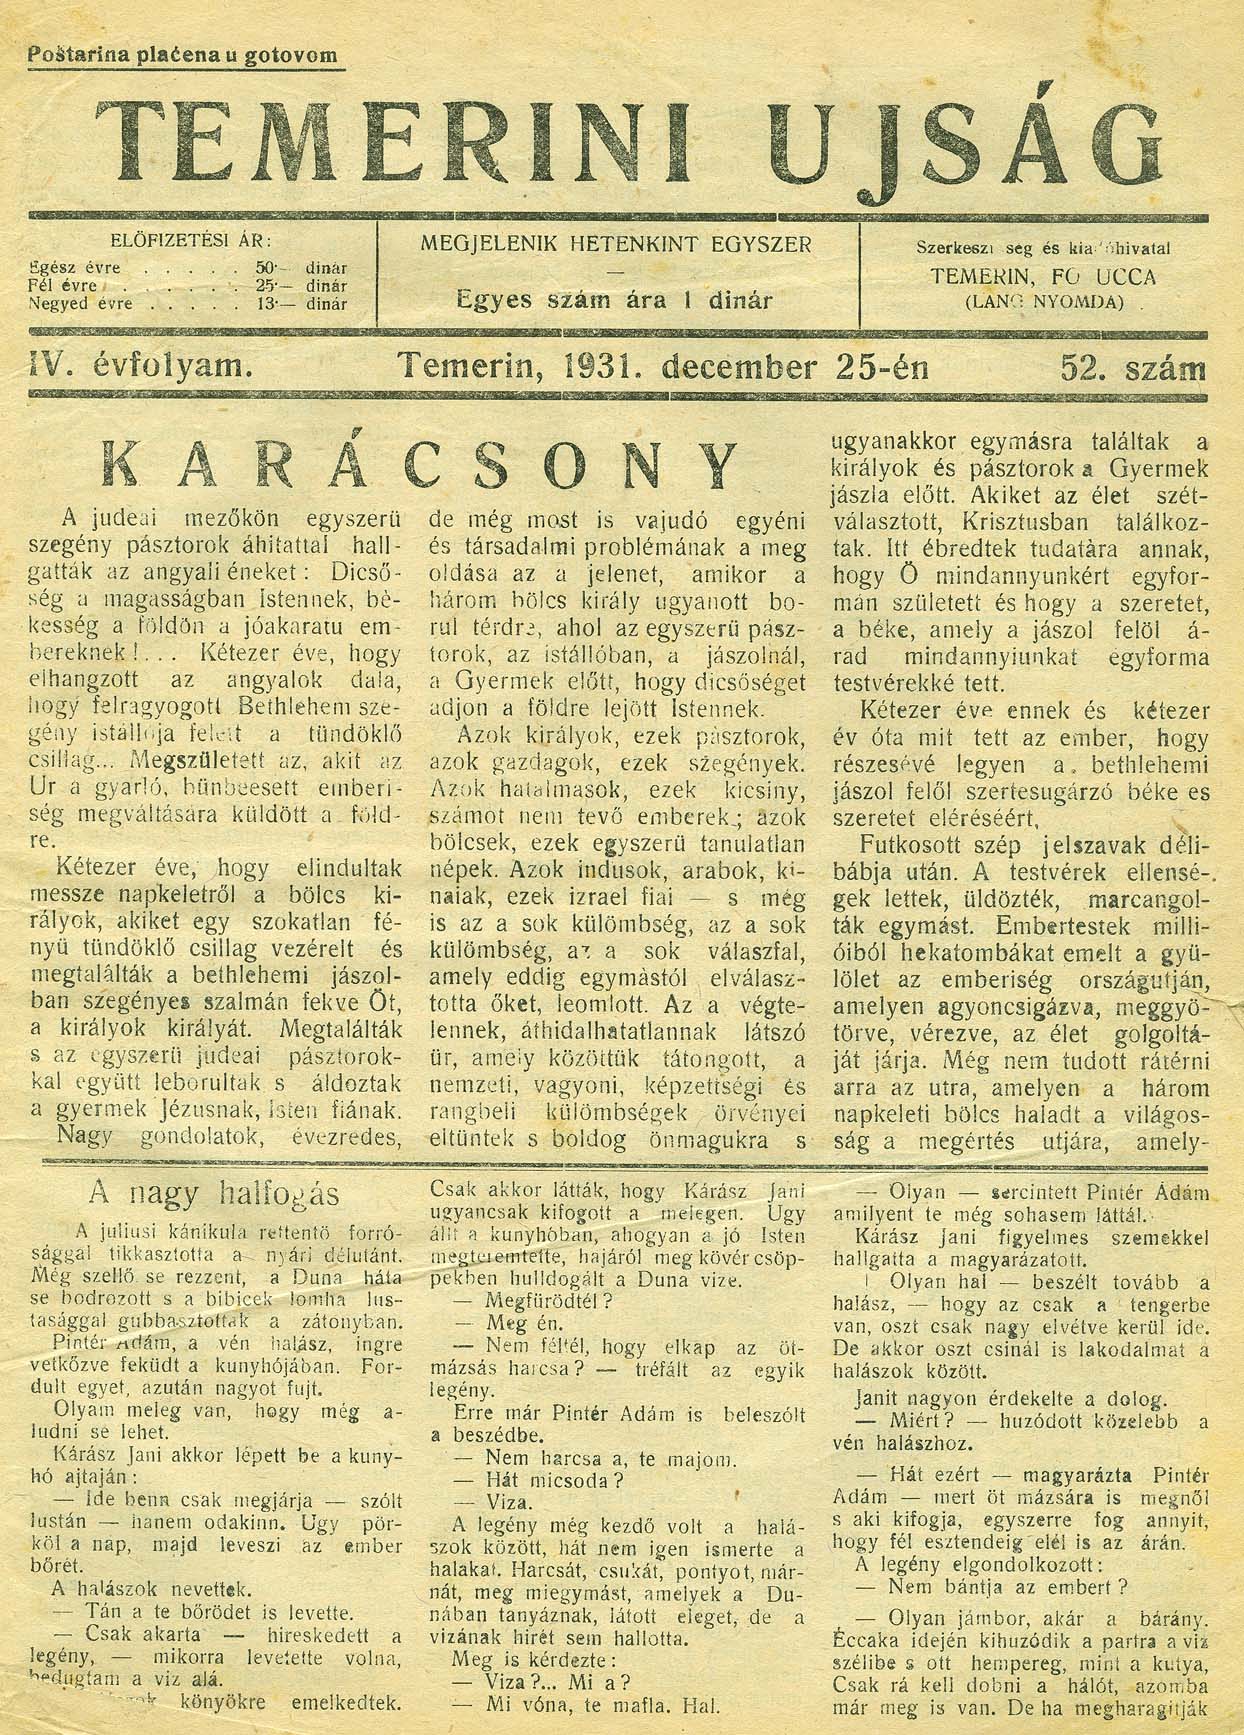 Poštarina plaćena u gotovom
TEMERINI UJSÁG
ELÖFIZETÉSI ÁR:
Egész évre . . . . . 50·— dinár
Fél évre . . . . . . 25·— dinár
Negyed évre . . . . . 13·— dinár
MEGJELENIK HETENKINT EGYSZER
—
Egyes szám ára 1 dinár
Szerkeszt ség és kiadóhivatal
TEMERIN, FO UCCA
(LANG NYOMDA)
IV. évfolyam. Temerin, 1931. december 25-én 52. szám
KARÁCSONY
A judeai mezőkön egyszerü
szegény pásztorok áhitattal hall-
gatták az angyali éneket: Dicső-
ség a magasságban Istennek, bé-
kesség a földön a jóakaratu em-
bereknek!... Kétezer éve, hogy
elhangzott az angyalok dala,
hogy felragyogott Bethlehem sze-
gény istállója felett a tündöklő
csillag... Megszületett az, akit az
Ur a gyarló, bünbeesett emberi-
ség megváltására küldött a föld-
re.
Kétezer éve, hogy elindultak
messze napkeletről a bölcs ki-
rályok, akiket egy szokatlan fé-
nyü tündöklő csillag vezérelt és
megtalálták a bethlehemi jászol-
ban szegényes szalmán fekve Öt,
a királyok királyát. Megtalálták
s az egyszerü judeai pásztorok-
kal együtt leborultak s áldoztak
a gyermek Jézusnak, Isten fiának.
Nagy gondolatok, évezredes,
de még most is vajudó egyéni
és társadalmi problémának a meg
oldása az a jelenet, amikor a
három bölcs király ugyanott bo-
rul térdre, ahol az egyszerü pász-
torok, az istállóban, a jászolnál,
a Gyermek előtt, hogy dicsőséget
adjon a földre lejött Istennek.
Azok királyok, ezek pásztorok,
azok gazdagok, ezek szegények.
Azok hatalmasok, ezek kicsiny,
számot nem tevő emberek; azok
bölcsek, ezek egyszerü tanulatlan
népek. Azok indusok, arabok, ki-
naiak, ezek izrael fiai — s még
is az a sok külömbség, az a sok
külömbség, az a sok válaszfal,
amely eddig egymástól elválasz-
totta őket, leomlott. Az a végte-
lennek, áthidalhatatlannak látszó
ür, amely közöttük tátongott, a
nemzeti, vagyoni, képzettségi és
rangbeli külömbségek örvényei
eltüntek s boldog önmagukra s
ugyanakkor egymásra találtak a
királyok és pásztorok a Gyermek
jászla előtt. Akiket az élet szét-
választott, Krisztusban találkoz-
tak. Itt ébredtek tudatàra annak,
hogy Ö mindannyunkért egyfor-
mán született és hogy a szeretet,
a béke, amely a jászol felöl á-
rad mindannyiunkat egyforma
testvérekké tett.
Kétezer éve ennek és kétezer
év óta mit tett az ember, hogy
részesévé legyen a bethlehemi
jászol felől szertesugárzó béke es
szeretet eléréséért,
Futkosott szép jelszavak déli-
bábja után. A testvérek ellensé-
gek lettek, üldözték, marcangol-
ták egymást. Embertestek milli-
óiból hekatombákat emelt a gyü-
lölet az emberiség országutján,
amelyen agyoncsigázva, meggyö-
törve, vérezve, az élet golgoltá-
ját járja. Még nem tudott rátérni
arra az utra, amelyen a három
napkeleti bölcs haladt a világos-
ság a megértés utjára, amely-
A nagy halfogás
A juliusi kánikula rettentö forró-
sággal tikkasztotta a nyári délutánt.
Még szellő se rezzent, a Duna háta
se bodrozott s a bibicek lomha lus-
tasággal gubbasztottak a zátonyban.
Pintér Adám, a vén halász, ingre
vetkőzve feküdt a kunyhójában. For-
dult egyet, azután nagyot fujt.
Olyam meleg van, hogy még a-
ludni se lehet.
Kárász Jani akkor lépett be a kuny-
hó ajtaján:
— Ide benn csak megjárja — szólt
lustán — hanem odakinn. Ugy pör-
köl a nap, majd leveszi az ember
bőrét.
A halászok nevettek.
— Tán a te bőrödet is levette.
— Csak akarta — hireskedett a
legény, — mikorra levetette volna,
bedugtam a viz alá.
könyökre emelkedtek.
Csak akkor látták, hogy Kárász Jani
ugyancsak kifogott a melegen. Ugy
állt a kunyhóban, ahogyan a jó Isten
megteremtette, hajáról meg kövér csöp-
pekben hulldogált a Duna vize.
— Megfürödtél?
— Meg én.
— Nem féltél, hogy elkap az öt-
mázsás harcsa? — tréfált az egyik
legény.
Erre már Pintér Adám is beleszólt
a beszédbe.
— Nem harcsa a, te majom.
— Hát micsoda?
— Viza.
A legény még kezdő volt a halá-
szok között, hát nem igen ismerte a
halakat. Harcsát, csukát, pontyot, már-
nát, meg miegymást, amelyek a Du-
nában tanyáznak, látott eleget, de a
vizának hirét sem hallotta.
Meg is kérdezte:
— Viza?... Mi a?
— Mi vóna, te mafla. Hal.
— Olyan — sercintett Pintér Ádám
amilyent te még sohasem láttál.
Kárász Jani figyelmes szemekkel
hallgatta a magyarázatott.
Olyan hal — beszélt tovább a
halász, — hogy az csak a tengerbe
van, oszt csak nagy elvétve kerül ide.
De akkor oszt csinál is lakodalmat a
halászok között.
Janit nagyon érdekelte a dolog.
— Miért? — huzódott közelebb a
vén halászhoz.
— Hát ezért — magyarázta Pintér
Adám — mert öt mázsára is megnől
s aki kifogja, egyszerre fog annyit,
hogy fél esztendeig elél is az árán.
A legény elgondolkozott:
— Nem bántja az embert?
— Olyan jámbor, akár a bárány.
Éccaka idején kihuzódik a partra a viz
szélibe s ott hempereg, mint a kutya,
Csak rá kell dobni a hálót, azomba
már meg is van. De ha megharagitják